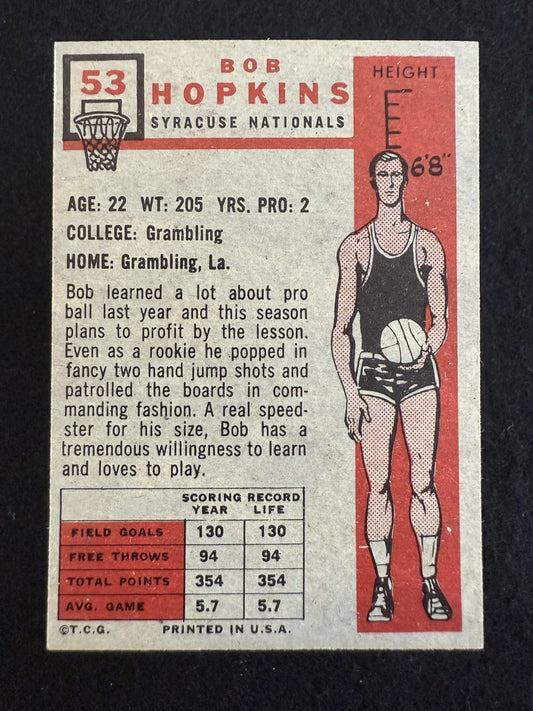 53
BOB
HOPKINS
SYRACUSE NATIONALS
HEIGHT
6'8"
AGE: 22 WT: 205 YRS. PRO: 2
COLLEGE: Grambling
HOME: Grambling, La.
Bob learned a lot about pro
ball last year and this season
plans to profit by the lesson.
Even as a rookie he popped in
fancy two hand jump shots and
patrolled the boards in com-
manding fashion. A real speed-
ster for his size, Bob has a
tremendous willingness to learn
and loves to play.
SCORING RECORD
YEAR LIFE
FIELD GOALS 130 130
FREE THROWS 94 94
TOTAL POINTS 354 354
AVG. GAME 5.7 5.7
©T.C.G. PRINTED IN U.S.A.